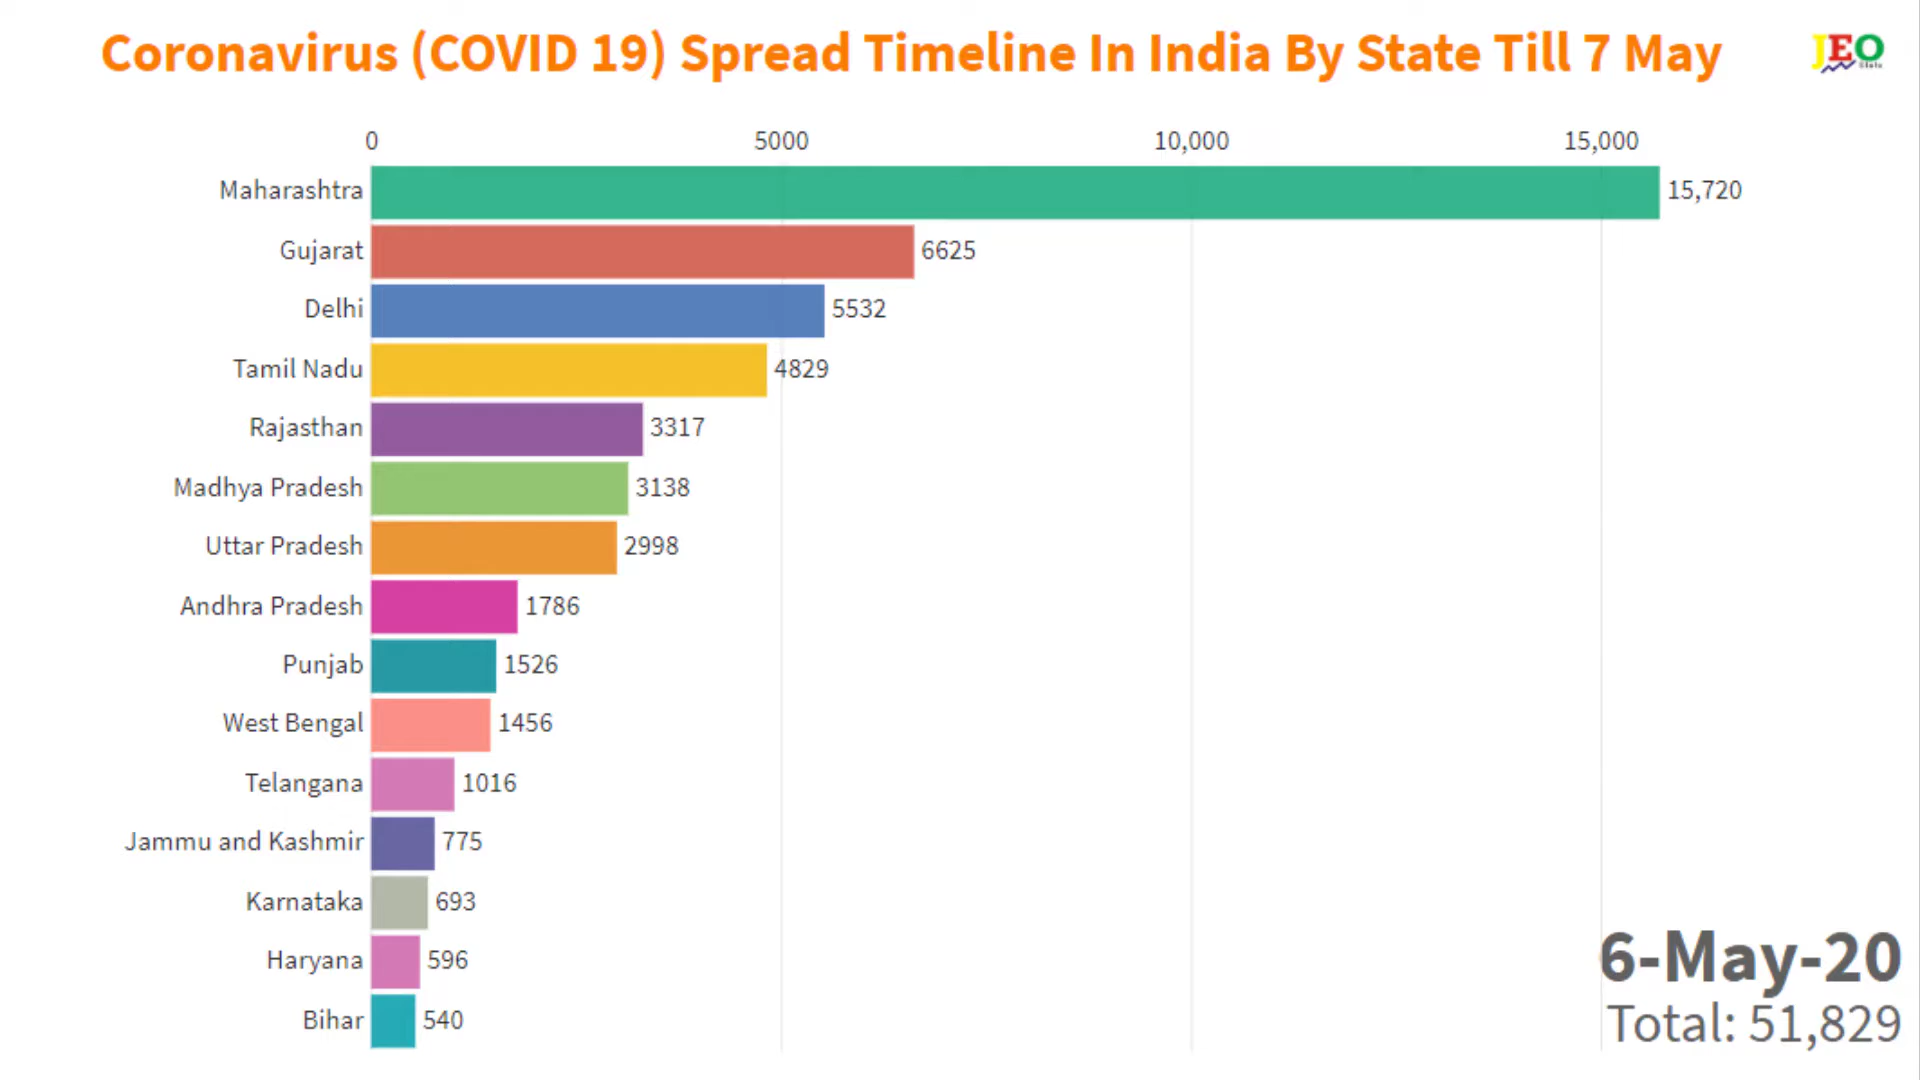 Coronavirus (COVID 19) Spread Timeline In India By State Till 7 May
JEO
0 5000 10,000 15,000
Maharashtra 15,720
Gujarat 6625
Delhi 5532
Tamil Nadu 4829
Rajasthan 3317
Madhya Pradesh 3138
Uttar Pradesh 2998
Andhra Pradesh 1786
Punjab 1526
West Bengal 1456
Telangana 1016
Jammu and Kashmir 775
Karnataka 693
Haryana 596
Bihar 540
6-May-20
Total: 51,829